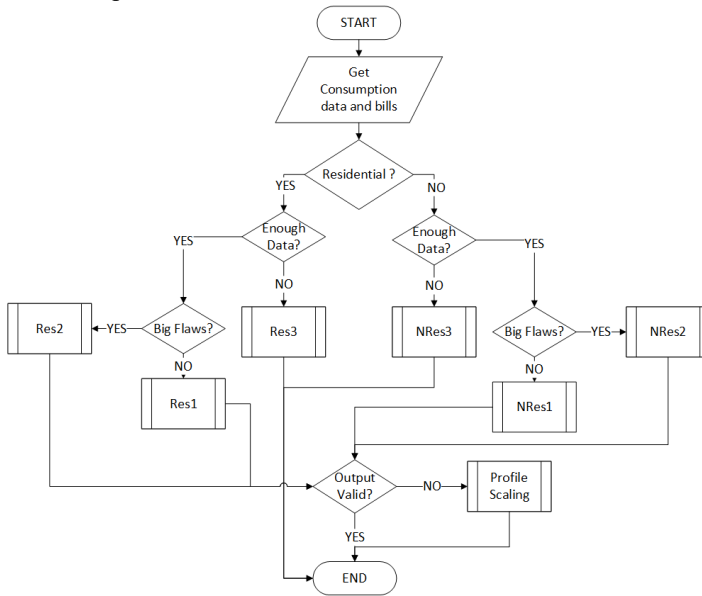 START
Get
Consumption
data and bills
Residential ?
YES
NO
Enough
Data?
Enough
Data?
YES
YES
NO
NO
Res2
YES
Big Flaws?
Res3
NRes3
Big Flaws?
YES
NRes2
NO
NO
Res1
NRes1
Output
Valid?
NO
Profile
Scaling
YES
END